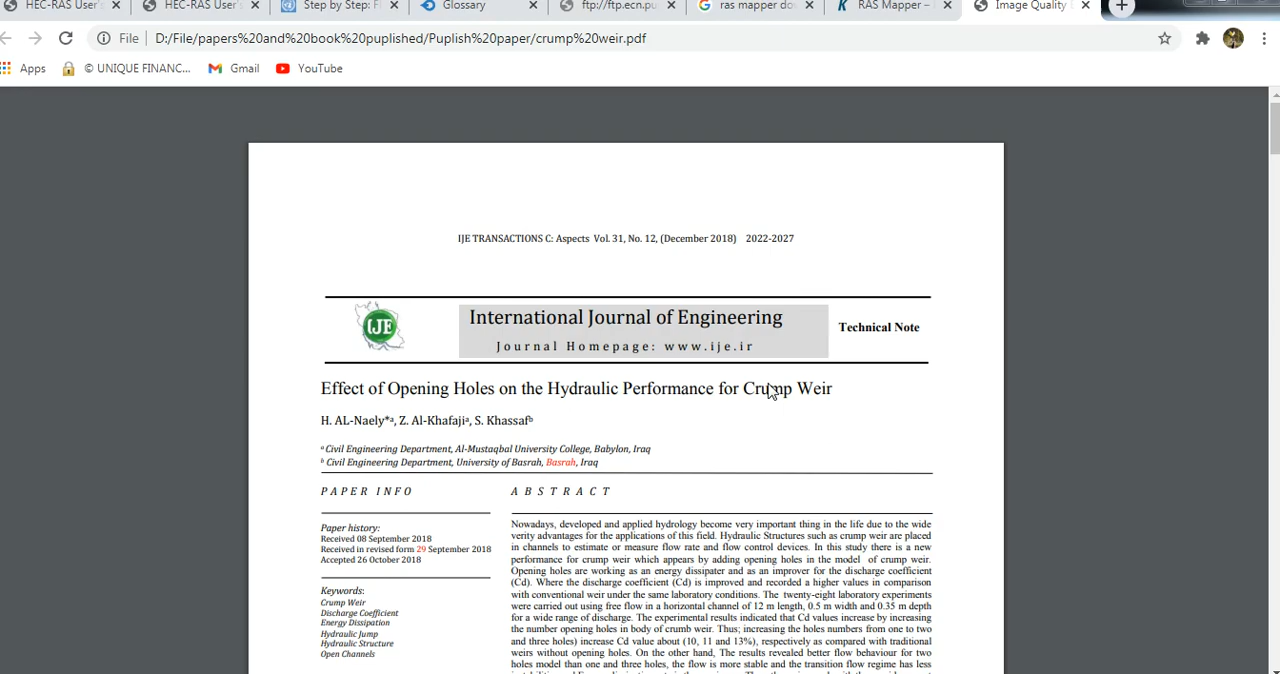 HEC-RAS User's
HEC-RAS User's
Step by Step: F
Glossary
ftp://ftp.ecn.pu
ras mapper do
RAS Mapper –
Image Quality
File
D:/File/papers%20and%20book%20puplished/Puplish%20paper/crump%20weir.pdf
Apps
© UNIQUE FINANC...
Gmail
YouTube
IJE TRANSACTIONS C: Aspects Vol. 31, No. 12, (December 2018) 2022-2027
IJE
International Journal of Engineering
Journal Homepage: www.ije.ir
Technical Note
Effect of Opening Holes on the Hydraulic Performance for Crump Weir
H. AL-Naely*ᵃ, Z. Al-Khafajiᵃ, S. Khassafᵇ
ᵃ Civil Engineering Department, Al-Mustaqbal University College, Babylon, Iraq
ᵇ Civil Engineering Department, University of Basrah, Basrah, Iraq
PAPER INFO
Paper history:
Received 08 September 2018
Received in revised form 29 September 2018
Accepted 26 October 2018
Keywords:
Crump Weir
Discharge Coefficient
Energy Dissipation
Hydraulic Jump
Hydraulic Structure
Open Channels
ABSTRACT
Nowadays, developed and applied hydrology become very important thing in the life due to the wide
verity advantages for the applications of this field. Hydraulic Structures such as crump weir are placed
in channels to estimate or measure flow rate and flow control devices. In this study there is a new
performance for crump weir which appears by adding opening holes in the model of crump weir.
Opening holes are working as an energy dissipater and as an improver for the discharge coefficient
(Cd). Where the discharge coefficient (Cd) is improved and recorded a higher values in comparison
with conventional weir under the same laboratory conditions. The twenty-eight laboratory experiments
were carried out using free flow in a horizontal channel of 12 m length, 0.5 m width and 0.35 m depth
for a wide range of discharge. The experimental results indicated that Cd values increase by increasing
the number opening holes in body of crump weir. Thus; increasing the holes numbers from one to two
and three holes) increase Cd value about (10, 11 and 13%), respectively as compared with traditional
weirs without opening holes. On the other hand, The results revealed better flow behaviour for two
holes model than one and three holes, the flow is more stable and the transition flow regime has less